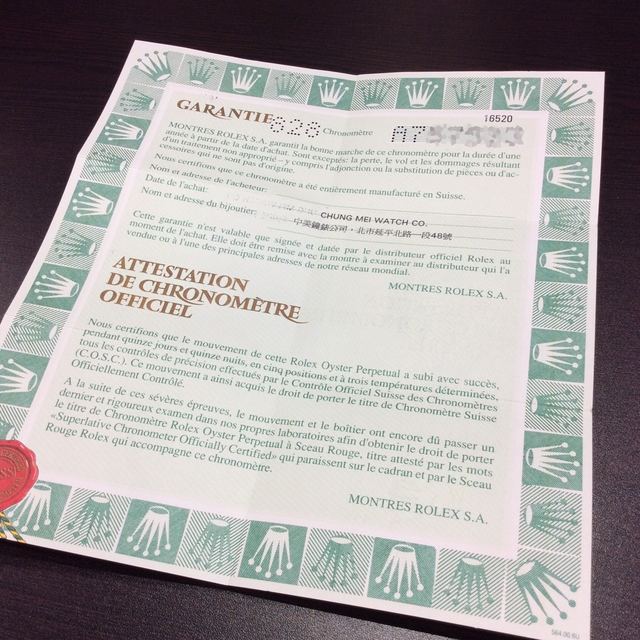 16520
GARANTIE 828 Chronomètre A7
MONTRES ROLEX S.A. garantit la bonne marche de ce chronomètre pour la durée d'une
année à partir de la date d'achat. Elle Sont exceptés: la perte, le vol et les dommages résultant
d'un traitement non approprié – y compris l'adjonction ou la substitution de pièces ou d'ac-
cessoires qui ne sont pas d'origine.
Nous certifions que ce chronomètre a été entièrement manufacturé en Suisse.
Nom et adresse de l'acheteur:
Date de l'achat:
Nom et adresse du bijoutier:
CHUNG MEI WATCH CO.
中美鐘錶公司・北市延平北路一段48號
Cette garantie n'est valable que signée et datée par le distributeur officiel Rolex au
moment de l'achat. Elle doit être remise avec la montre à examiner au distributeur qui l'a
vendue ou à l'une des principales adresses de notre réseau mondial.
MONTRES ROLEX S.A.
ATTESTATION
DE CHRONOMÈTRE
OFFICIEL
Nous certifions que le mouvement de cette Rolex Oyster Perpetual a subi avec succès,
pendant quinze jours et quinze nuits, en cinq positions et à trois températures déterminées,
tous les contrôles de précision effectués par le Contrôle Officiel Suisse des Chronomètres
(C.O.S.C.). Ce mouvement a ainsi acquis le droit de porter le titre de Chronomètre Suisse
Officiellement Contrôlé.
A la suite de ces sévères épreuves, le mouvement et le boîtier ont encore dû passer un
dernier et rigoureux examen dans nos propres laboratoires afin d'obtenir le droit de porter
le titre de Chronomètre Rolex Oyster Perpetual à Sceau Rouge, titre attesté par les mots
«Superlative Chronometer Officially Certified» qui paraissent sur le cadran et par le Sceau
Rouge Rolex qui accompagne ce chronomètre.
MONTRES ROLEX S.A.
564.00.6U